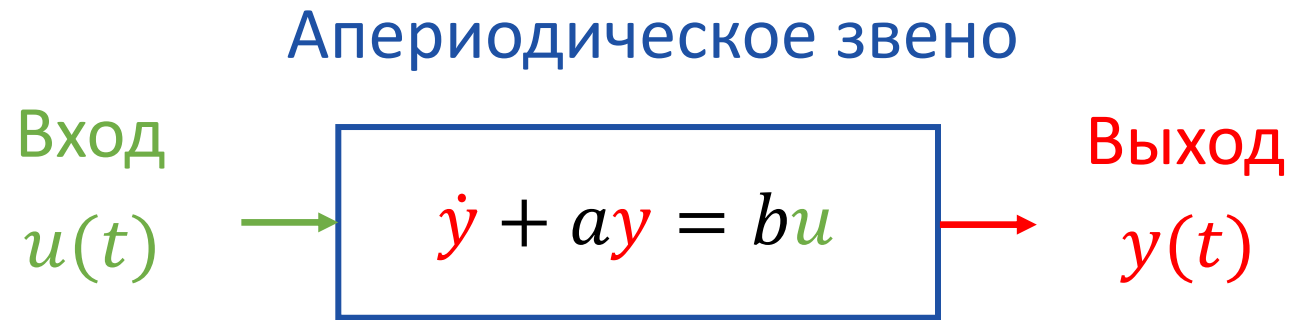 Апериодическое звено
Вход
Выход
u(t)
ẏ + ay = bu
y(t)